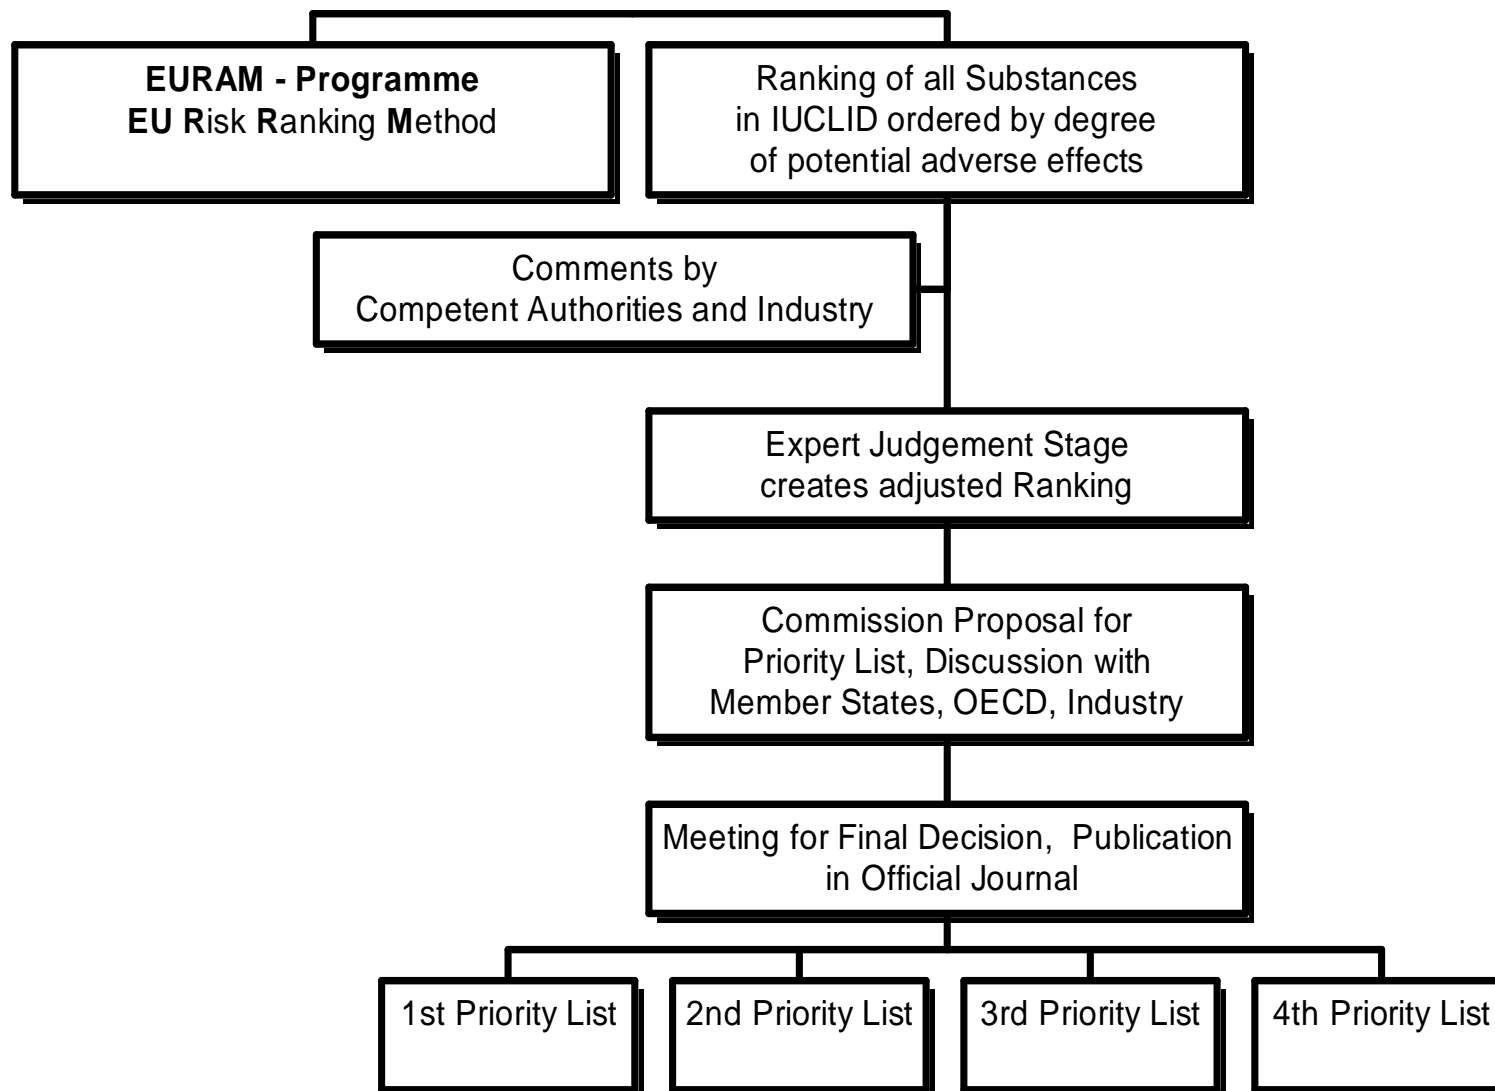 EURAM - Programme
EU Risk Ranking Method
Ranking of all Substances
in IUCLID ordered by degree
of potential adverse effects
Comments by
Competent Authorities and Industry
Expert Judgement Stage
creates adjusted Ranking
Commission Proposal for
Priority List, Discussion with
Member States, OECD, Industry
Meeting for Final Decision, Publication
in Official Journal
1st Priority List
2nd Priority List
3rd Priority List
4th Priority List